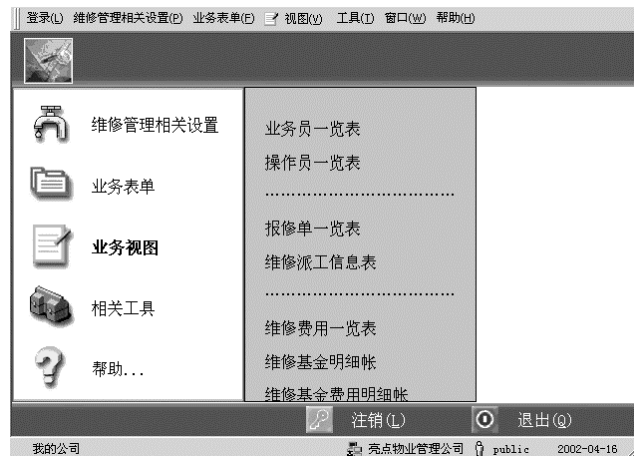 登录(L) 维修管理相关设置(P) 业务表单(F) 视图(V) 工具(T) 窗口(W) 帮助(H)
维修管理相关设置
业务表单
业务视图
相关工具
帮助...
业务员一览表
操作员一览表
报修单一览表
维修派工信息表
维修费用一览表
维修基金明细帐
维修基金费用明细帐
注销(L) 退出(Q)
我的公司 亮点物业管理公司 public 2002-04-16